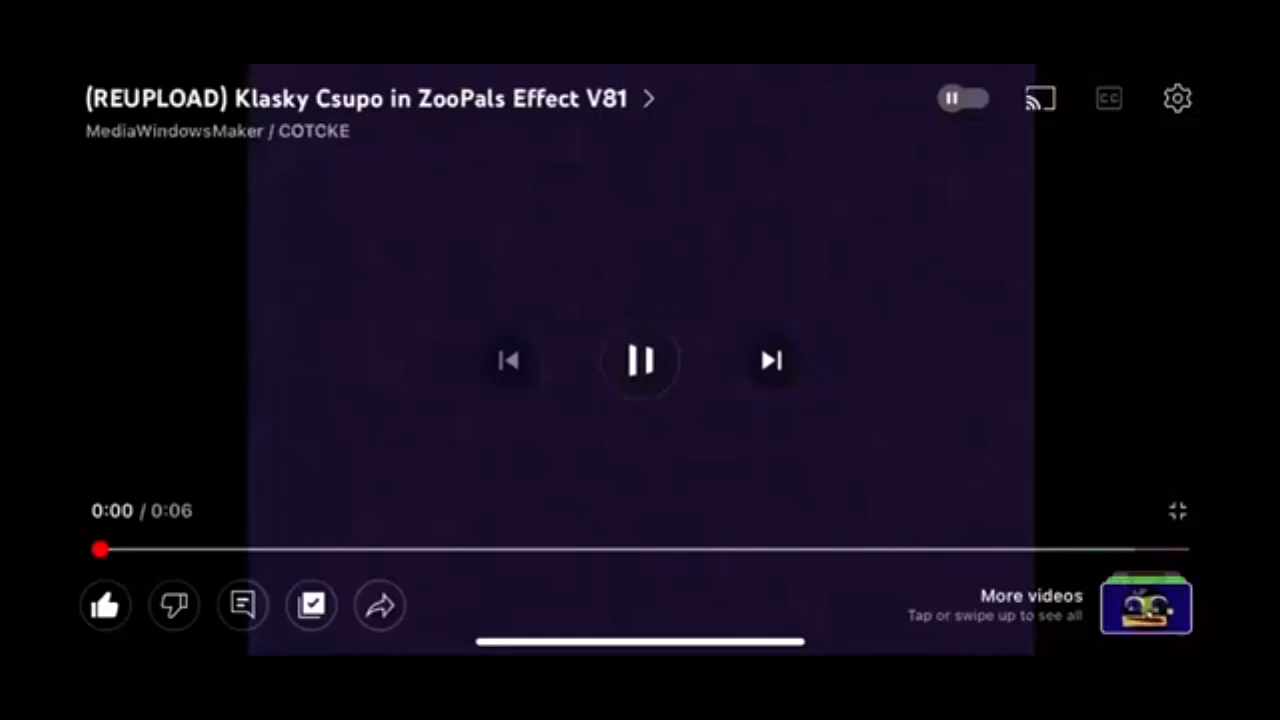 (REUPLOAD) Klasky Csupo in ZooPals Effect V81
MediaWindowsMaker / COTCKE
CC
0:00 / 0:06
More videos
Tap or swipe up to see all